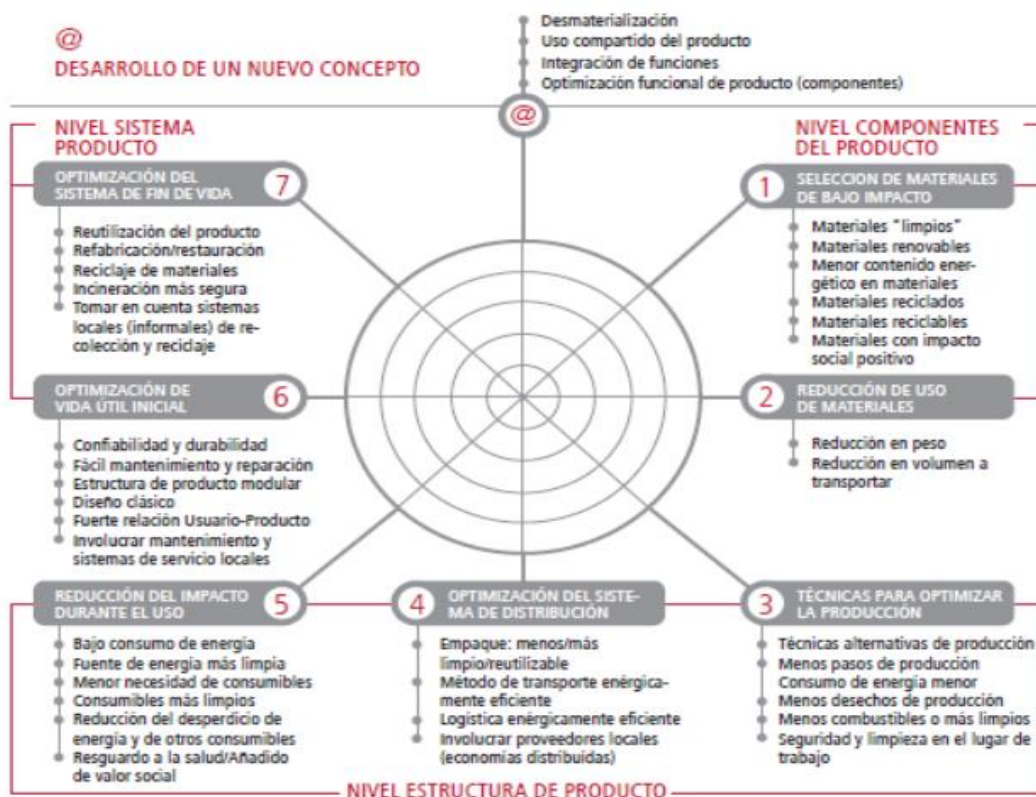 @
DESARROLLO DE UN NUEVO CONCEPTO
Desmaterialización
Uso compartido del producto
Integración de funciones
Optimización funcional de producto (componentes)
@
NIVEL SISTEMA
PRODUCTO
OPTIMIZACIÓN DEL
SISTEMA DE FIN DE VIDA
7
Reutilización del producto
Refabricación/restauración
Reciclaje de materiales
Incineración más segura
Tomar en cuenta sistemas
locales (informales) de re-
colección y reciclaje
OPTIMIZACIÓN DE
VIDA ÚTIL INICIAL
6
Confiabilidad y durabilidad
Fácil mantenimiento y reparación
Estructura de producto modular
Diseño clásico
Fuerte relación Usuario-Producto
Involucrar mantenimiento y
sistemas de servicio locales
REDUCCIÓN DEL IMPACTO
DURANTE EL USO
5
Bajo consumo de energía
Fuente de energía más limpia
Menor necesidad de consumibles
Consumibles más limpios
Reducción del desperdicio de
energía y de otros consumibles
Resguardo a la salud/Añadido
de valor social
4
OPTIMIZACIÓN DEL SISTE-
MA DE DISTRIBUCIÓN
Empaque: menos/más
limpio/reutilizable
Método de transporte enérgica-
mente eficiente
Logística enérgicamente eficiente
Involucrar proveedores locales
(economías distribuidas)
NIVEL COMPONENTES
DEL PRODUCTO
1
SELECCION DE MATERIALES
DE BAJO IMPACTO
Materiales "limpios"
Materiales renovables
Menor contenido ener-
gético en materiales
Materiales reciclados
Materiales reciclables
Materiales con impacto
social positivo
2
REDUCCIÓN DE USO
DE MATERIALES
Reducción en peso
Reducción en volumen a
transportar
3
TÉCNICAS PARA OPTIMIZAR
LA PRODUCCIÓN
Técnicas alternativas de producción
Menos pasos de producción
Consumo de energía menor
Menos desechos de producción
Menos combustibles o más limpios
Seguridad y limpieza en el lugar de
trabajo
NIVEL ESTRUCTURA DE PRODUCTO